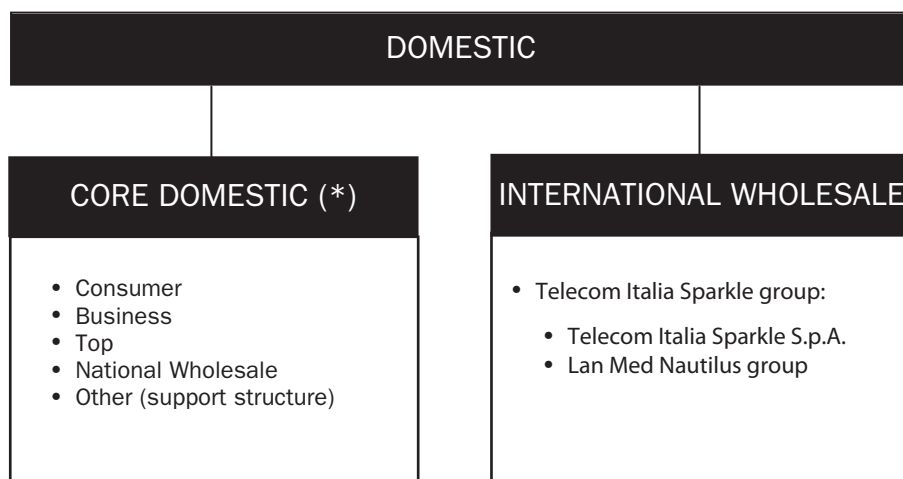 DOMESTIC
CORE DOMESTIC (*)
• Consumer
• Business
• Top
• National Wholesale
• Other (support structure)
INTERNATIONAL WHOLESALE
• Telecom Italia Sparkle group:
• Telecom Italia Sparkle S.p.A.
• Lan Med Nautilus group